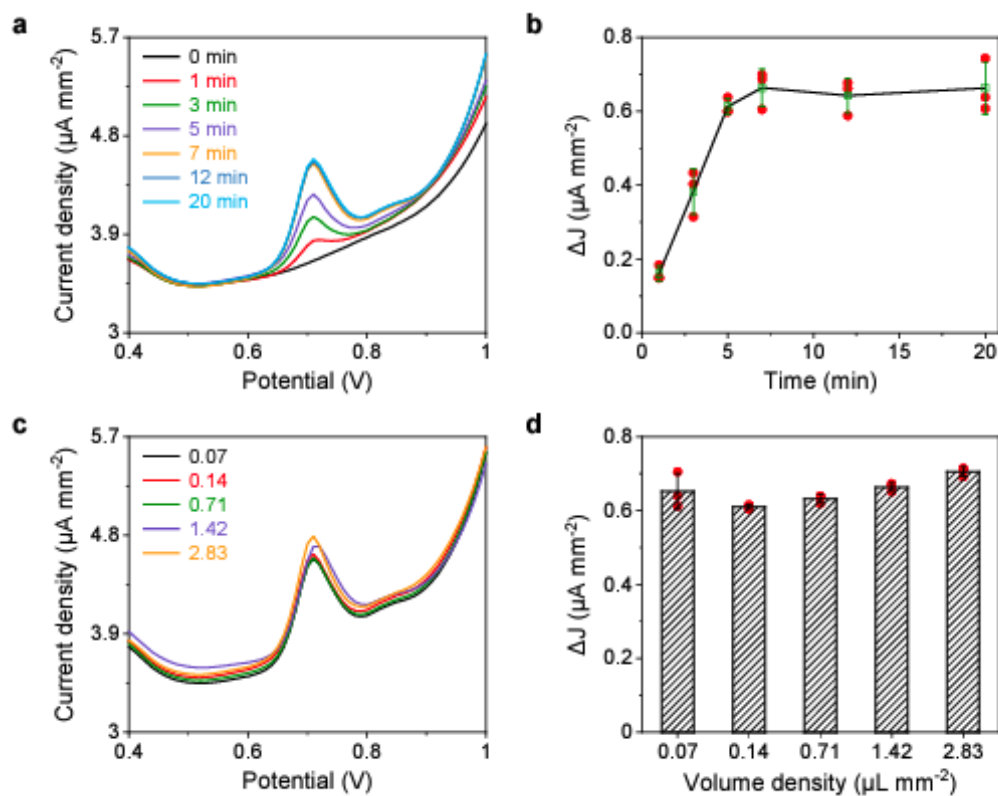 a
5.7
4.8
3.9
3
Current density (µA mm⁻²)
0 min
1 min
3 min
5 min
7 min
12 min
20 min
0.4
0.6
0.8
1
Potential (V)
b
0.8
0.6
0.4
0.2
0.0
ΔJ (µA mm⁻²)
0
5
10
15
20
Time (min)
c
5.7
4.8
3.9
3
Current density (µA mm⁻²)
0.07
0.14
0.71
1.42
2.83
0.4
0.6
0.8
1
Potential (V)
d
0.8
0.6
0.4
0.2
0
ΔJ (µA mm⁻²)
0.07
0.14
0.71
1.42
2.83
Volume density (µL mm⁻²)